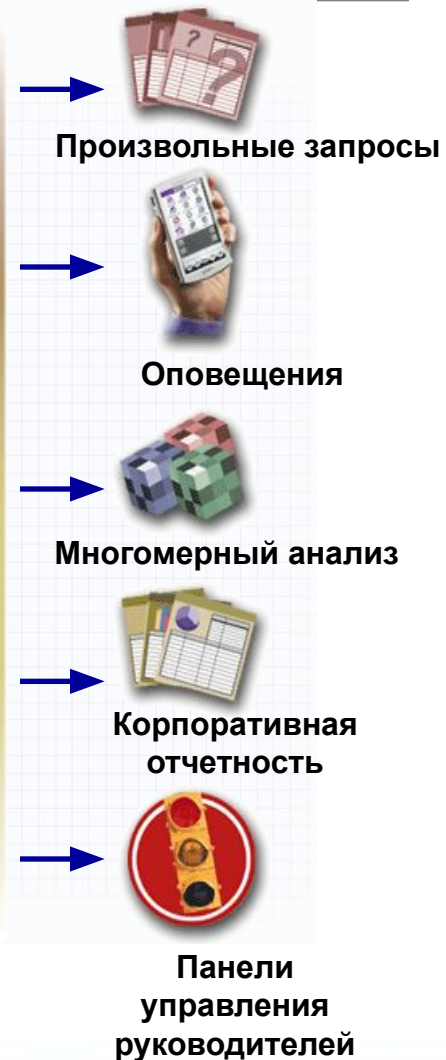 Произвольные запросы
Оповещения
Многомерный анализ
Корпоративная
отчетность
Панели
управления
руководителей